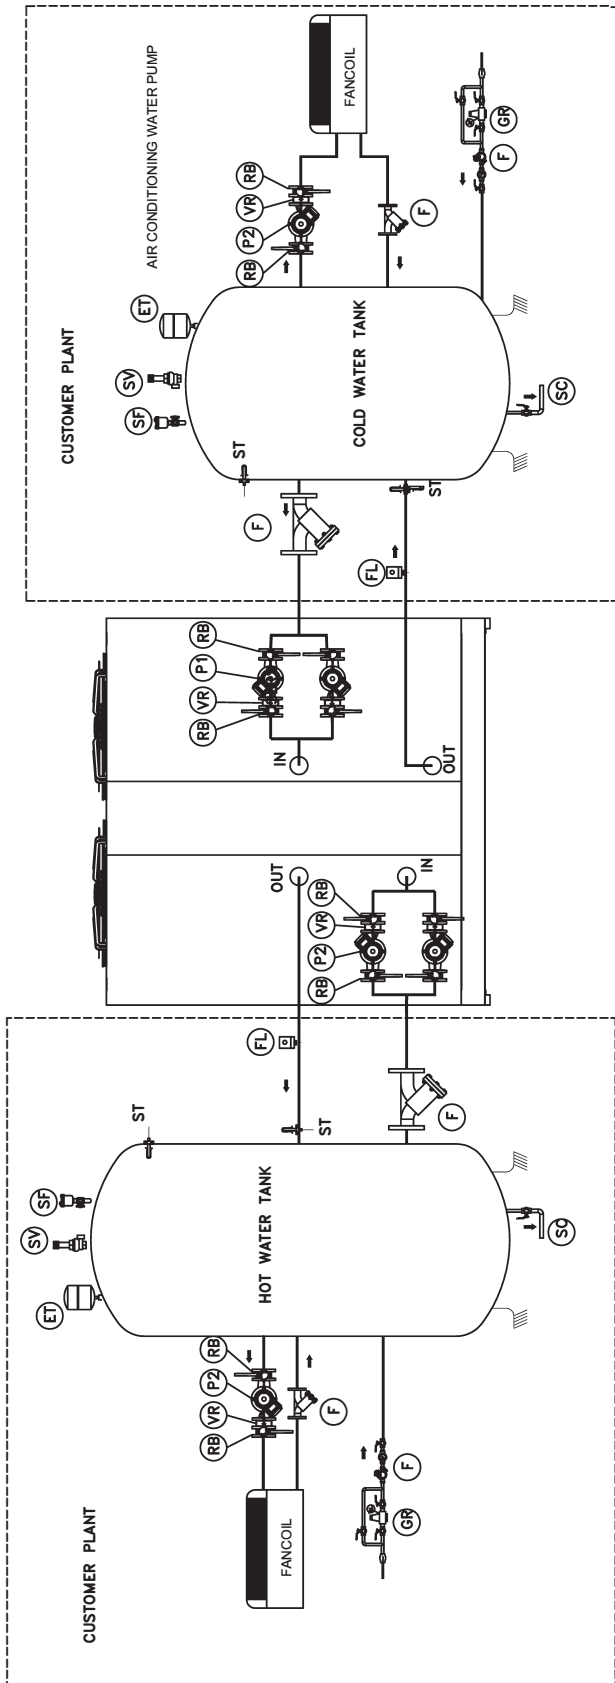 CUSTOMER PLANT
ET
SV
SF
ST
RB
VR
P2
RB
FANCOIL
F
HOT WATER TANK
FL
ST
F
GR
F
SC
OUT
RB
P2
VR
RB
IN
RB
VR
P1
RB
IN
OUT
CUSTOMER PLANT
SF
SV
ET
AIR CONDITIONING WATER PUMP
ST
F
RB
P2
VR
RB
FANCOIL
COLD WATER TANK
F
FL
ST
F
GR
SC